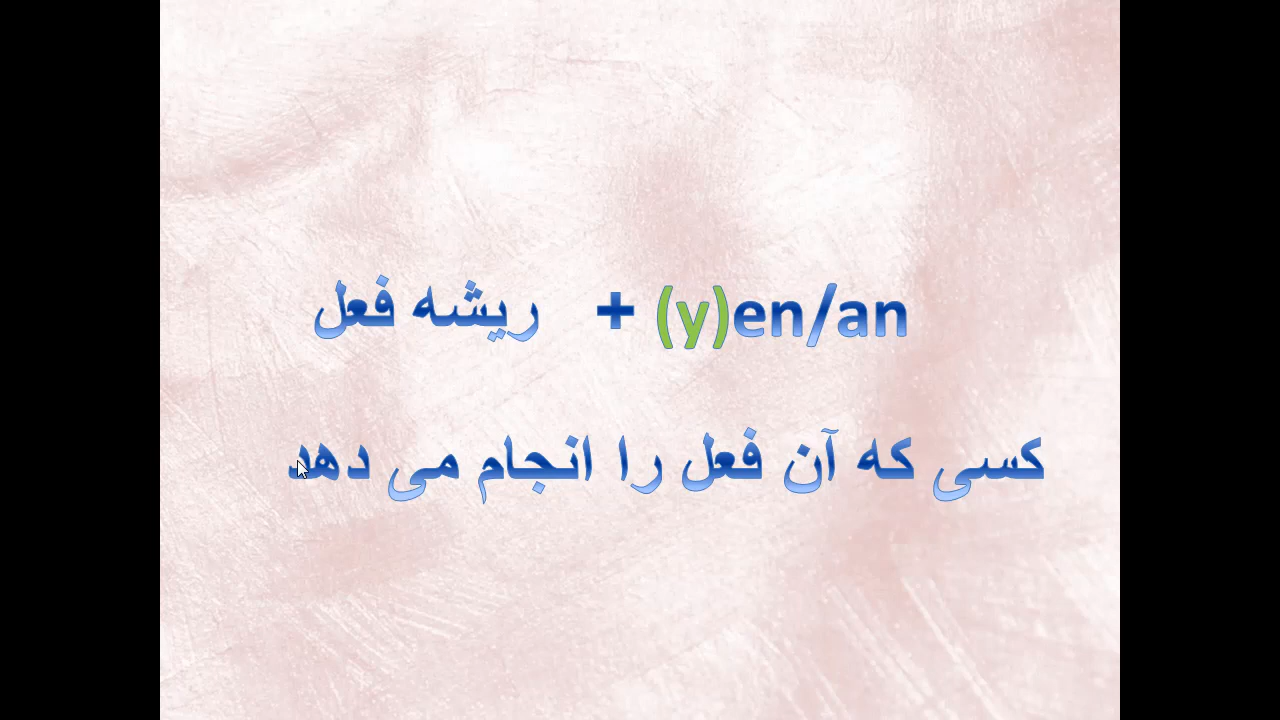 ریشه فعل + (y)en/an
کسی که آن فعل را انجام می دهد